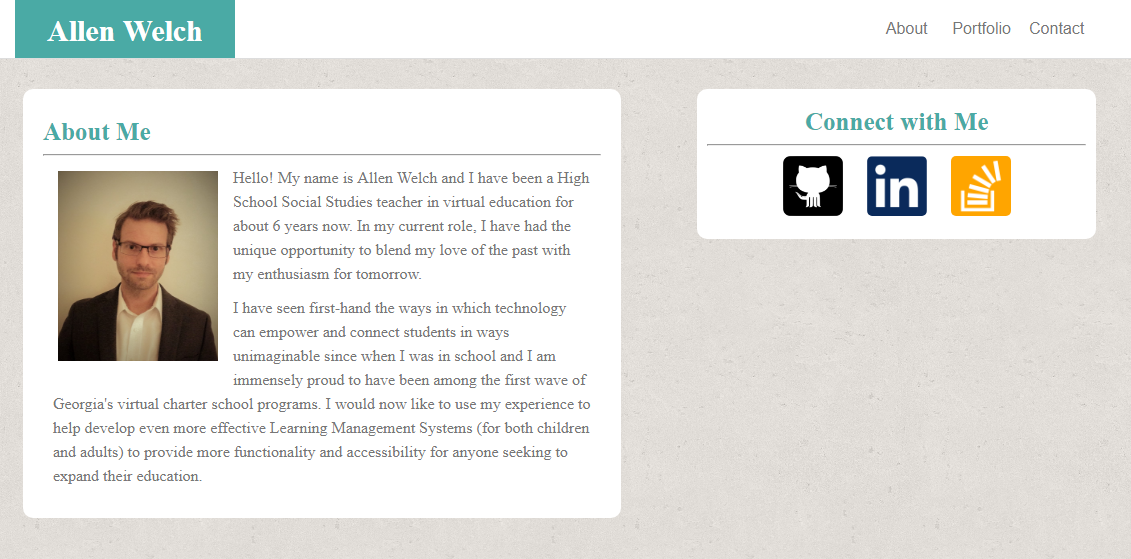 Allen Welch
About Portfolio Contact
About Me
Hello! My name is Allen Welch and I have been a High
School Social Studies teacher in virtual education for
about 6 years now. In my current role, I have had the
unique opportunity to blend my love of the past with
my enthusiasm for tomorrow.
I have seen first-hand the ways in which technology
can empower and connect students in ways
unimaginable since when I was in school and I am
immensely proud to have been among the first wave of
Georgia's virtual charter school programs. I would now like to use my experience to
help develop even more effective Learning Management Systems (for both children
and adults) to provide more functionality and accessibility for anyone seeking to
expand their education.
Connect with Me
in